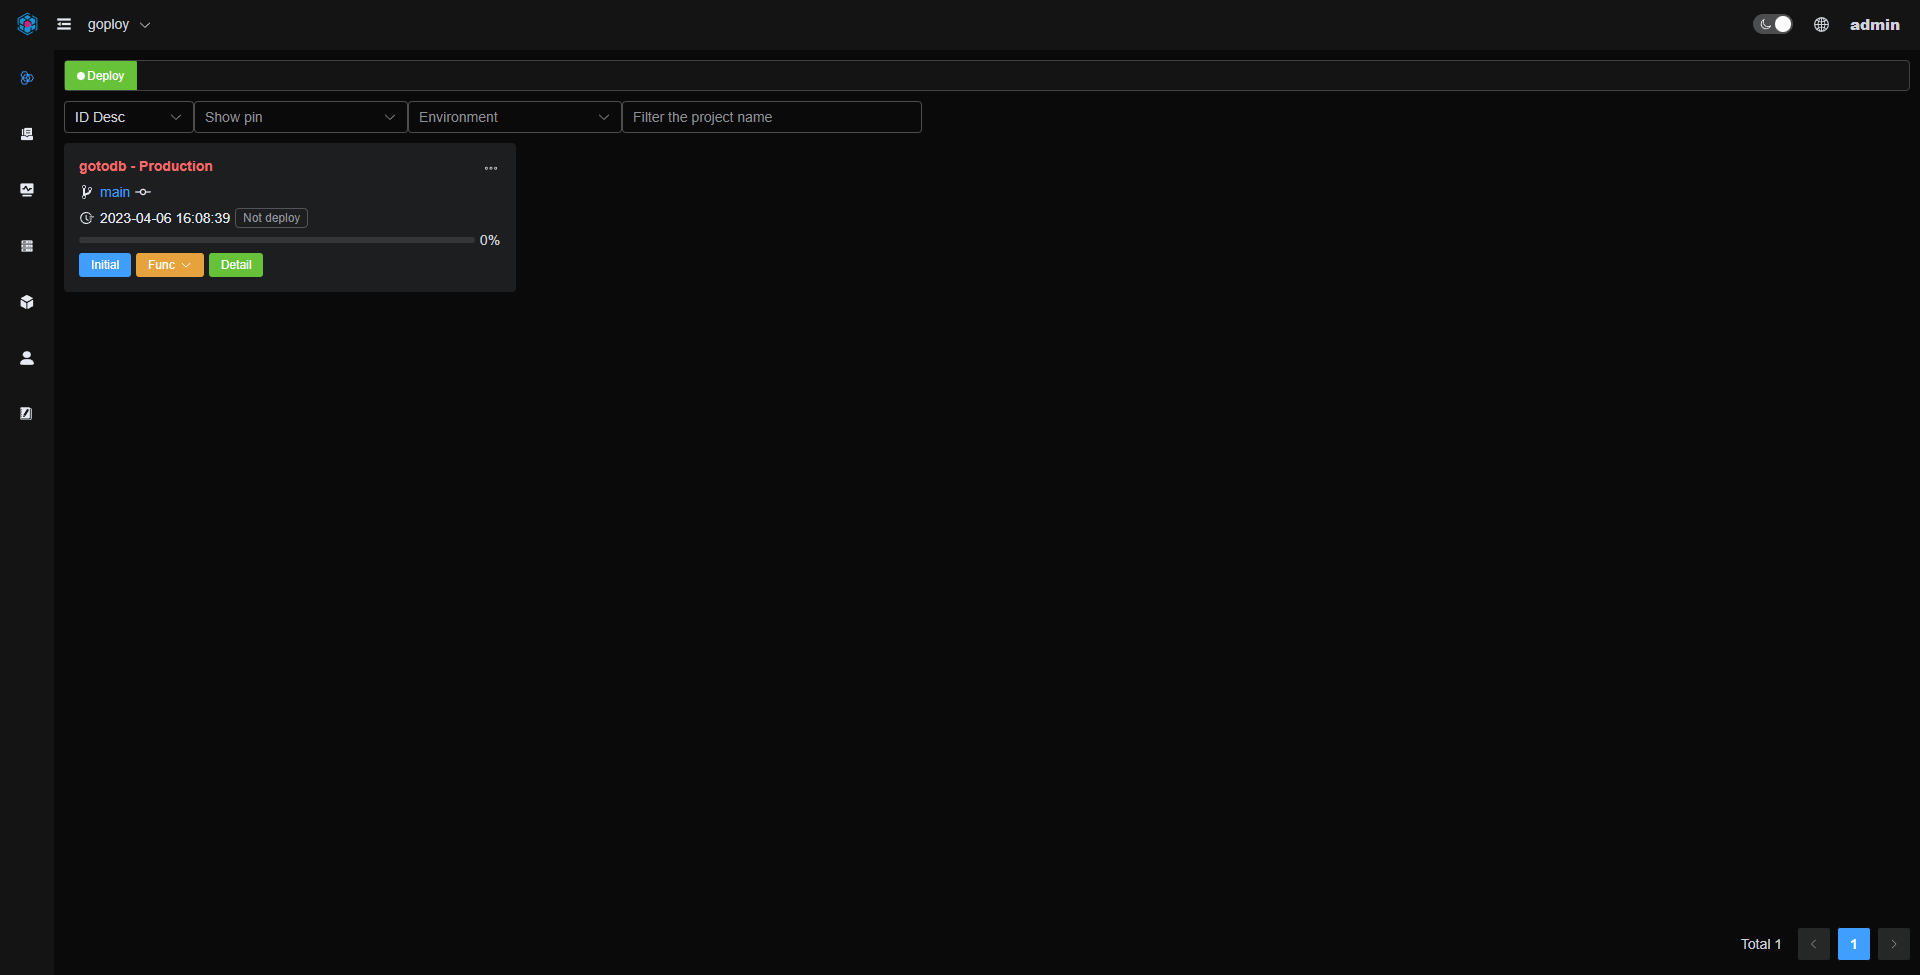 goploy
admin
Deploy
ID Desc Show pin Environment Filter the project name
gotodb - Production
main
2023-04-06 16:08:39 Not deploy
0%
Initial Func Detail
Total 1 1